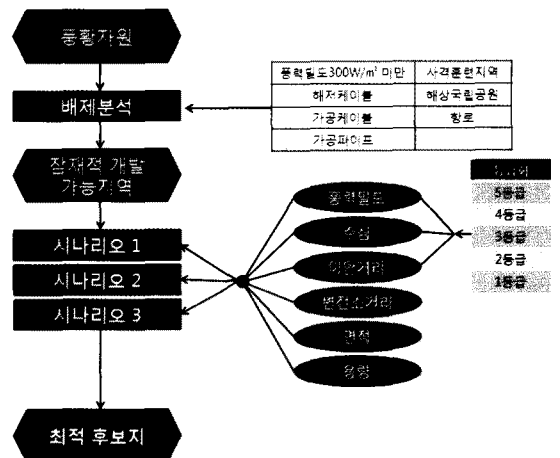 풍황자원
배제분석
풍력밀도300W/㎡ 미만 사격훈련지역
해저케이블 해상국립공원
가공케이블 항로
가공파이프
잠재적 개발
가능지역
시나리오 1
시나리오 2
시나리오 3
최적 후보지
풍력밀도
수심
이안거리
변전소거리
면적
용량
5등급
4등급
3등급
2등급
1등급